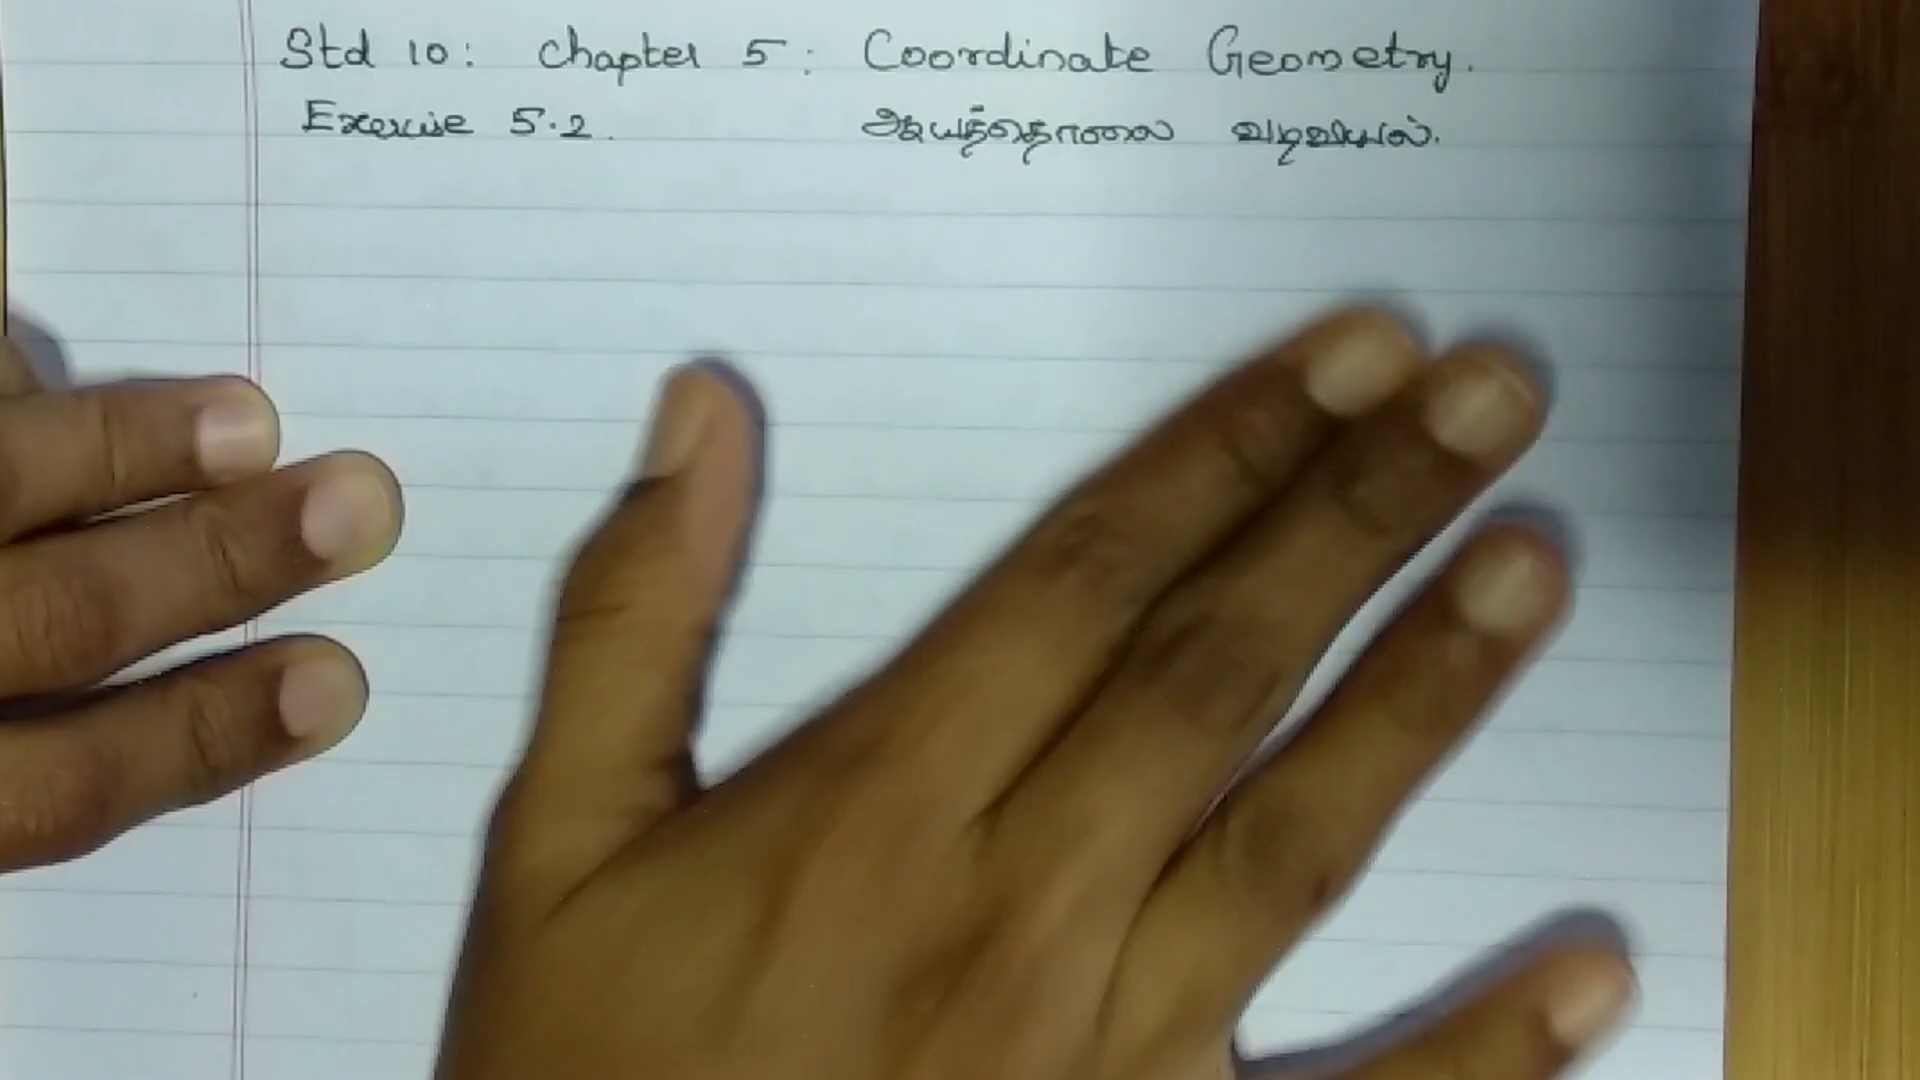 Std 10: Chapter 5: Coordinate Geometry.
Exercise 5.2. ஆயத்தொலை வடிவியல்.